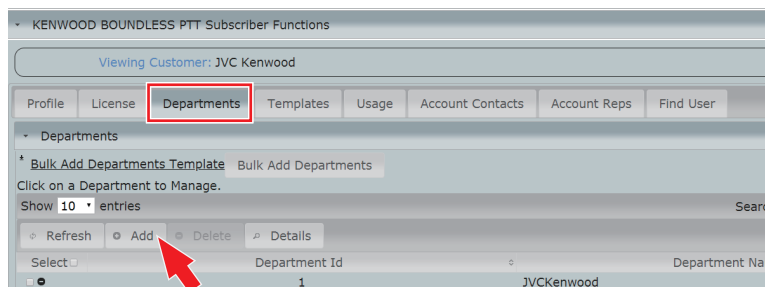 KENWOOD BOUNDLESS PTT Subscriber Functions
Viewing Customer: JVC Kenwood
Profile License Departments Templates Usage Account Contacts Account Reps Find User
Departments
* Bulk Add Departments Template Bulk Add Departments
Click on a Department to Manage.
Show 10 entries
Refresh Add Delete Details
Select Department Id
1 JVCKenwood